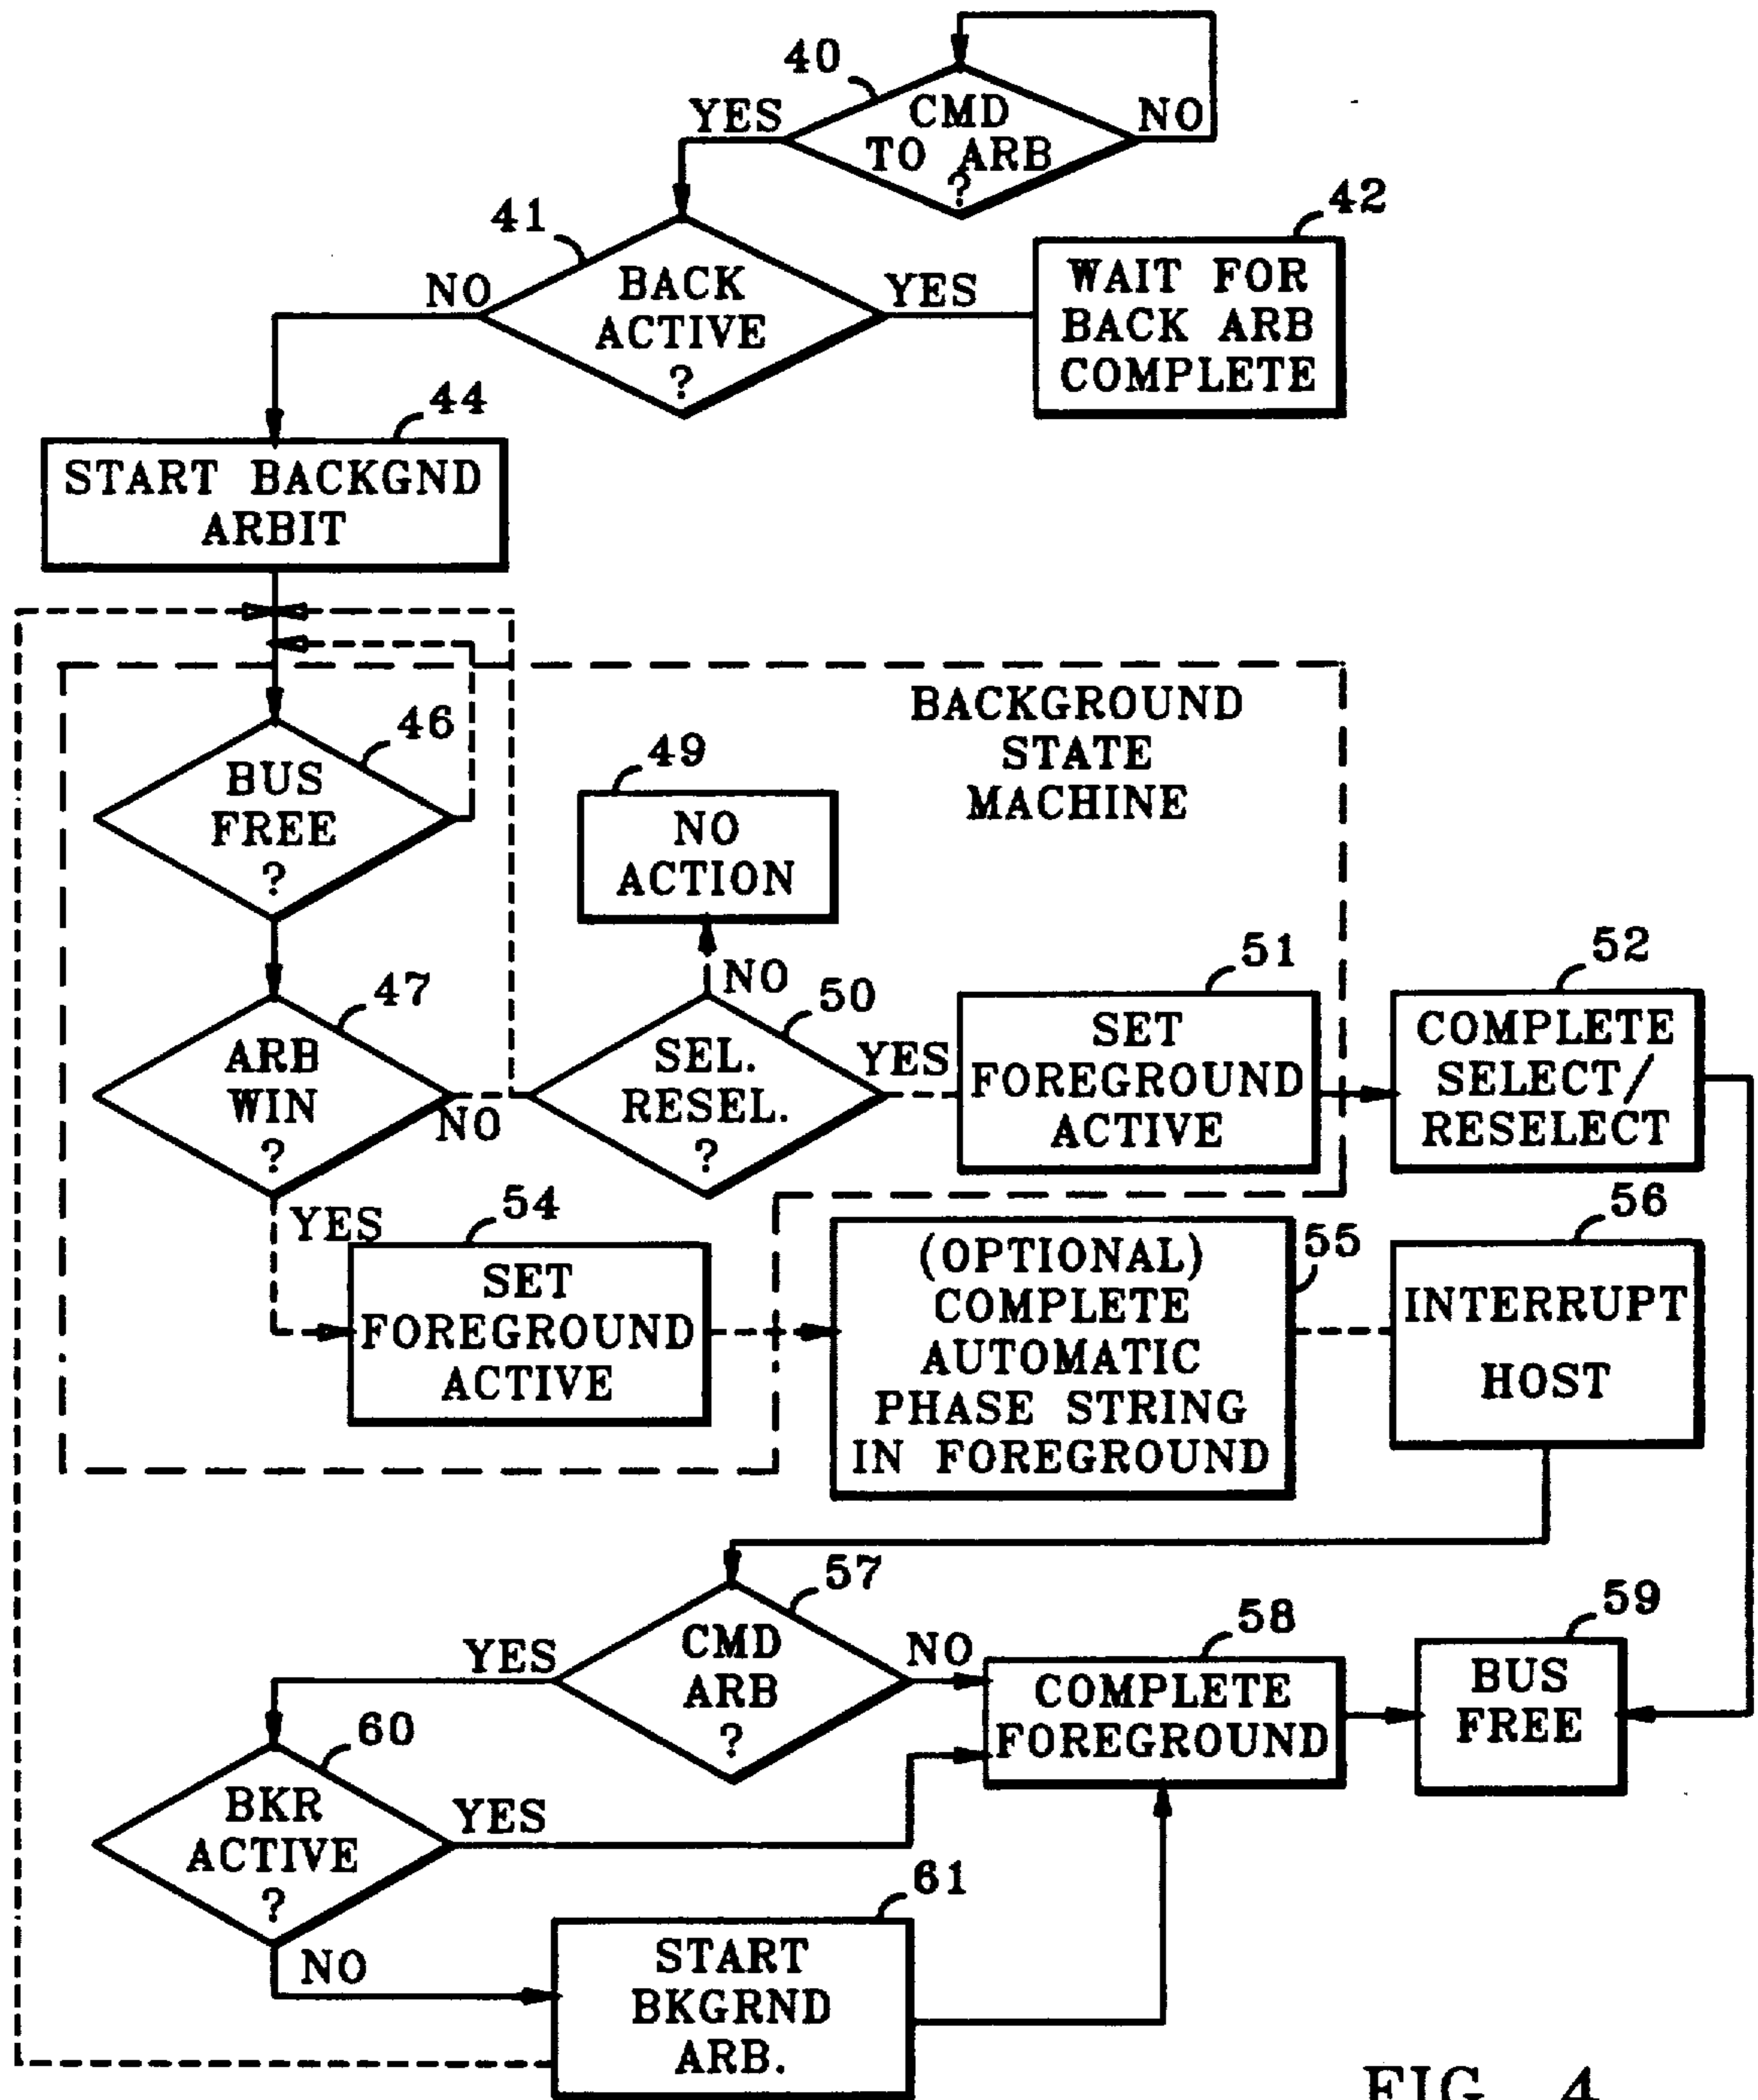 40
YES
CMD
TO ARB
?
NO
41
NO
BACK
ACTIVE
?
YES
42
WAIT FOR
BACK ARB
COMPLETE
44
START BACKGND
ARBIT
BACKGROUND
STATE
MACHINE
46
BUS
FREE
?
49
NO
ACTION
47
ARB
WIN
?
NO
YES
NO
50
SEL.
RESEL.
?
YES
51
SET
FOREGROUND
ACTIVE
52
COMPLETE
SELECT/
RESELECT
54
SET
FOREGROUND
ACTIVE
55
(OPTIONAL)
COMPLETE
AUTOMATIC
PHASE STRING
IN FOREGROUND
56
INTERRUPT
HOST
57
YES
CMD
ARB
?
NO
58
COMPLETE
FOREGROUND
59
BUS
FREE
60
BKR
ACTIVE
?
YES
NO
61
START
BKGRND
ARB.
FIG. 4